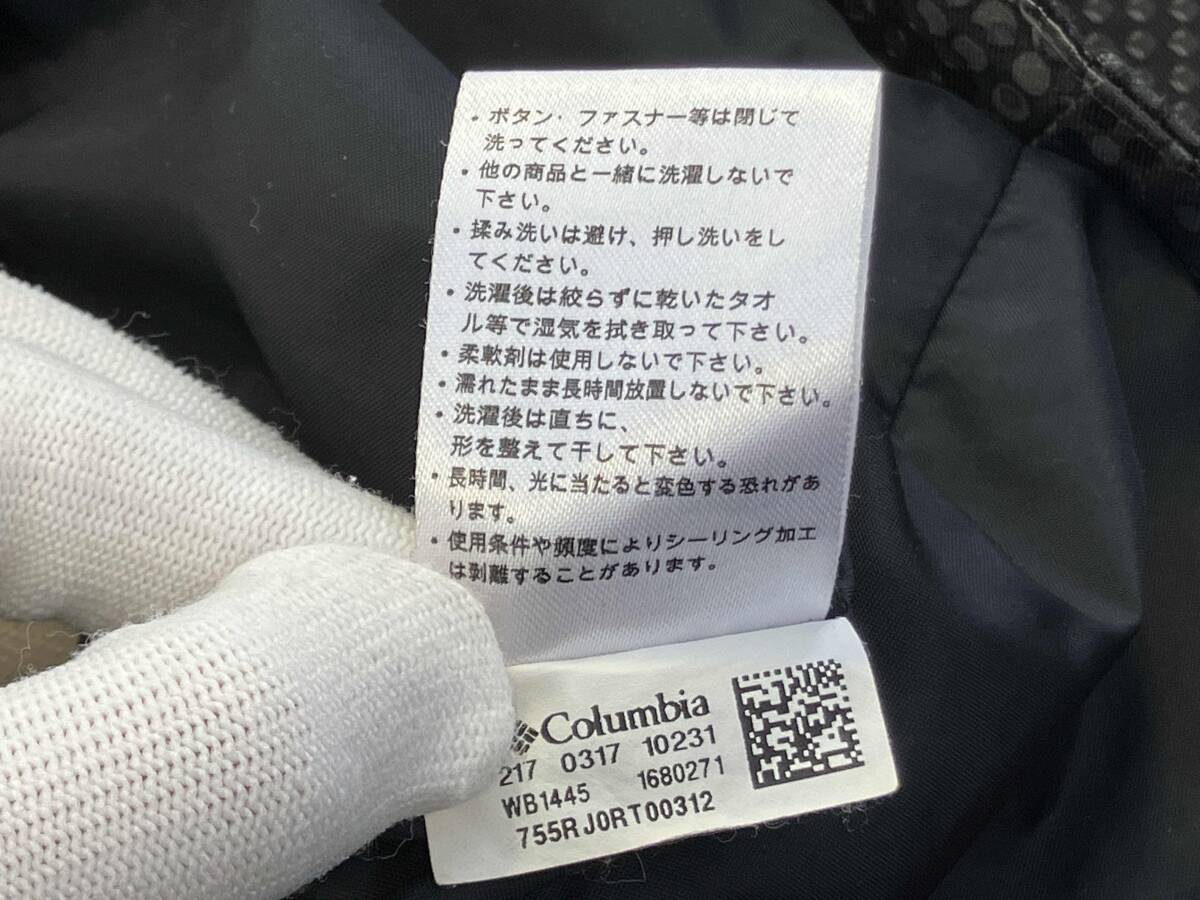 ・ボタン・ファスナー等は閉じて
洗ってください。
・他の商品と一緒に洗濯しないで
下さい。
・揉み洗いは避け、押し洗いをし
てください。
・洗濯後は絞らずに乾いたタオ
ル等で湿気を拭き取って下さい。
・柔軟剤は使用しないで下さい。
・濡れたまま長時間放置しないで下さい。
・洗濯後は直ちに、
形を整えて干して下さい。
・長時間、光に当たると変色する恐れがあ
ります。
・使用条件や頻度によりシーリング加工
は剥離することがあります。
Columbia
217 0317 10231
WB1445 1680271
755RJ0RT00312